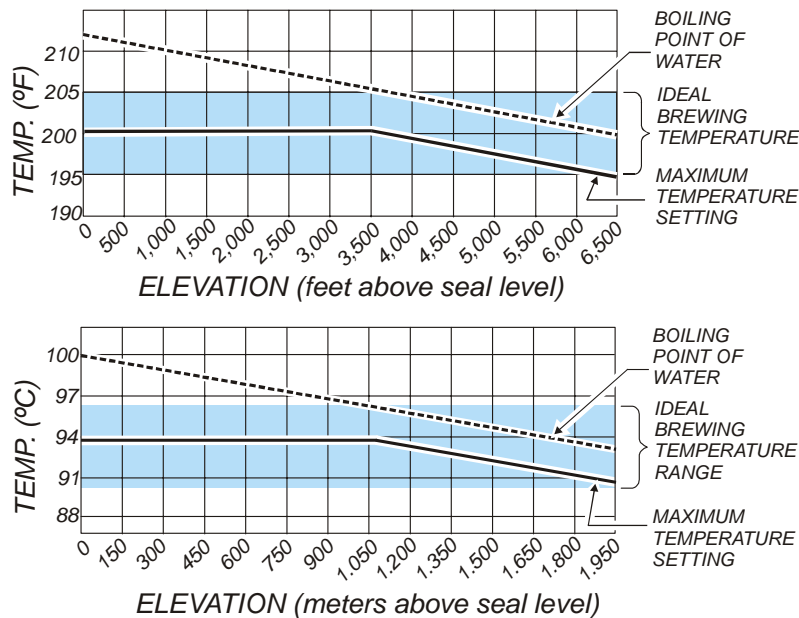 TEMP. (ºF)
210
205
200
195
190
0
500
1,000
1,500
2,000
2,500
3,000
3,500
4,000
4,500
5,000
5,500
6,000
6,500
ELEVATION (feet above seal level)
BOILING
POINT OF
WATER
IDEAL
BREWING
TEMPERATURE
MAXIMUM
TEMPERATURE
SETTING
TEMP. (ºC)
100
97
94
91
88
0
150
300
450
600
750
900
1.050
1.200
1.350
1.500
1.650
1.800
1.950
ELEVATION (meters above seal level)
BOILING
POINT OF
WATER
IDEAL
BREWING
TEMPERATURE
RANGE
MAXIMUM
TEMPERATURE
SETTING